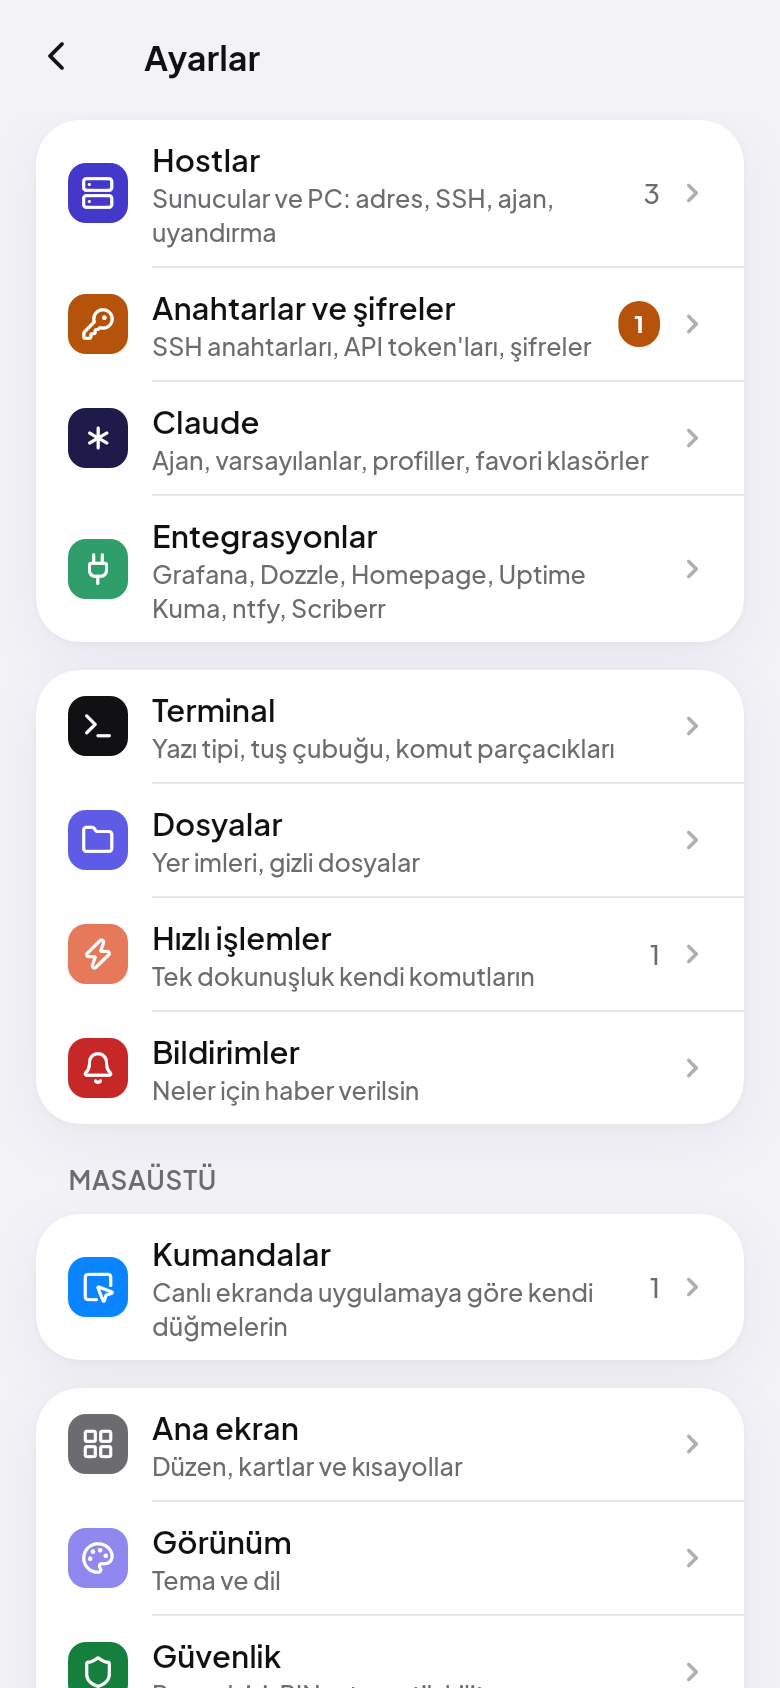 Ayarlar
Hostlar
Sunucular ve PC: adres, SSH, ajan,
uyandırma
3
Anahtarlar ve şifreler
SSH anahtarları, API token'ları, şifreler
1
Claude
Ajan, varsayılanlar, profiller, favori klasörler
Entegrasyonlar
Grafana, Dozzle, Homepage, Uptime
Kuma, ntfy, Scriberr
Terminal
Yazı tipi, tuş çubuğu, komut parçacıkları
Dosyalar
Yer imleri, gizli dosyalar
Hızlı işlemler
Tek dokunuşluk kendi komutların
1
Bildirimler
Neler için haber verilsin
MASAÜSTÜ
Kumandalar
Canlı ekranda uygulamaya göre kendi
düğmelerin
1
Ana ekran
Düzen, kartlar ve kısayollar
Görünüm
Tema ve dil
Güvenlik